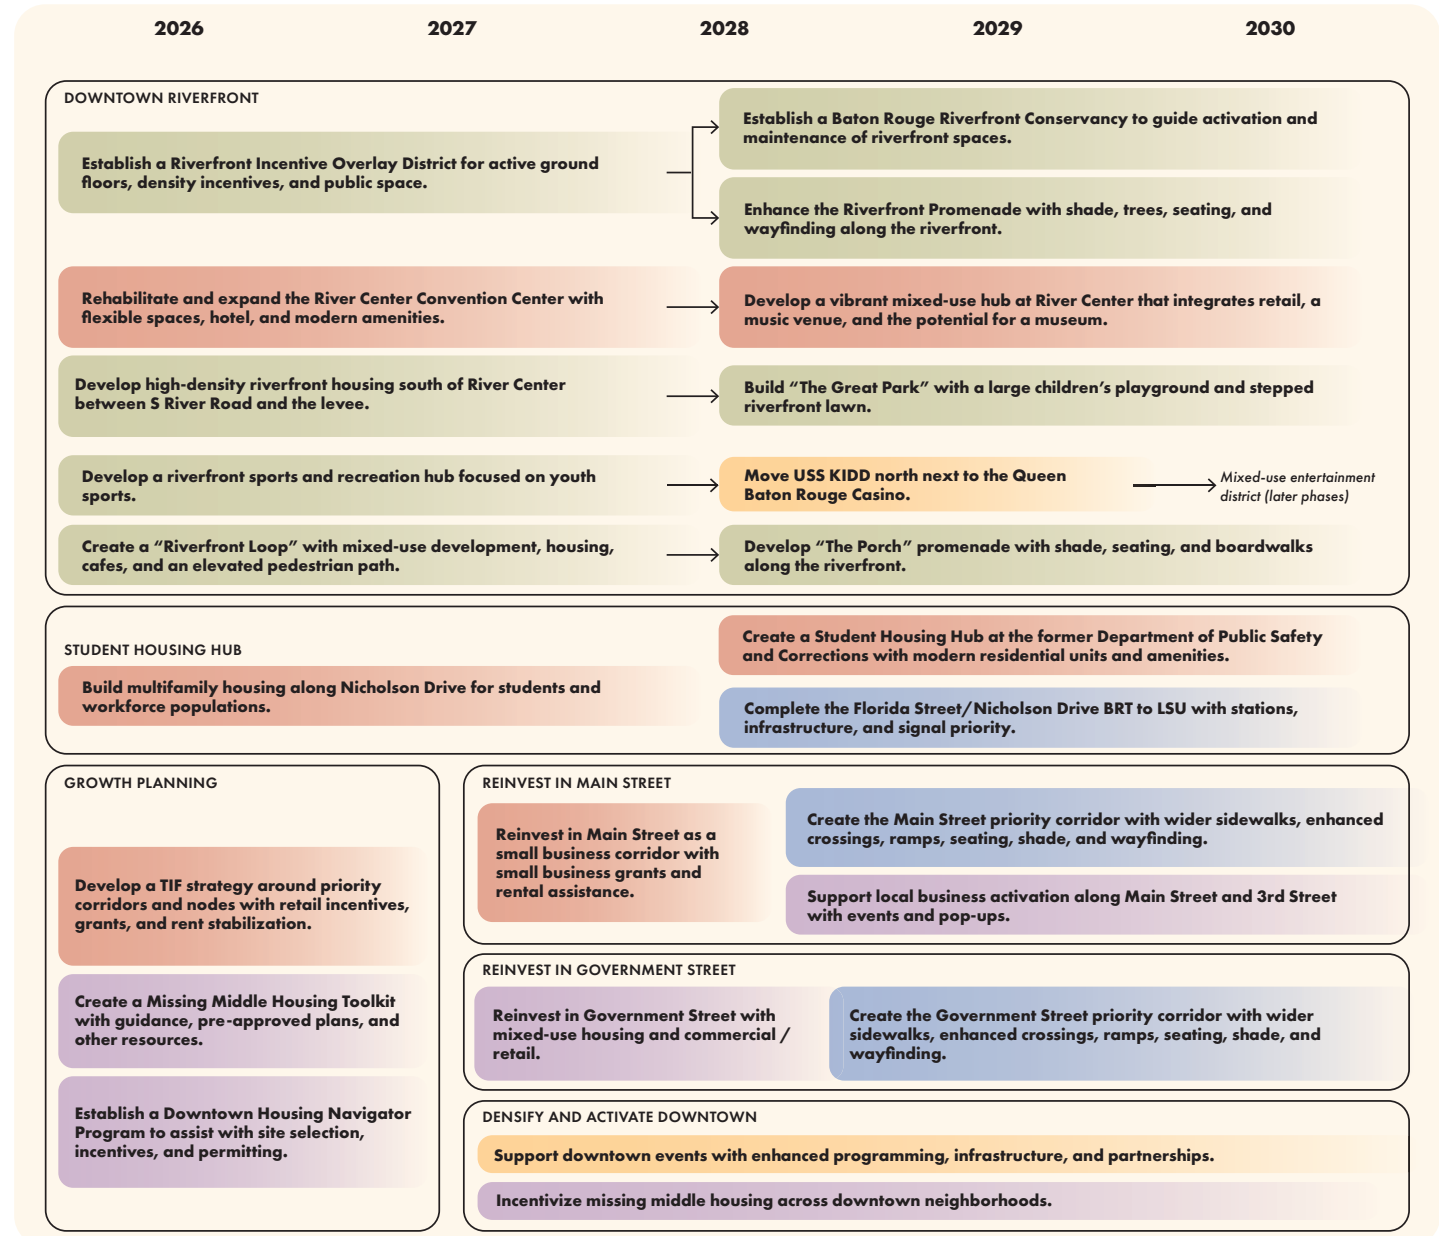 2026 2027 2028 2029 2030
DOWNTOWN RIVERFRONT
Establish a Riverfront Incentive Overlay District for active ground
floors, density incentives, and public space.
Establish a Baton Rouge Riverfront Conservancy to guide activation and
maintenance of riverfront spaces.
Enhance the Riverfront Promenade with shade, trees, seating, and
wayfinding along the riverfront.
Rehabilitate and expand the River Center Convention Center with
flexible spaces, hotel, and modern amenities.
Develop a vibrant mixed-use hub at River Center that integrates retail, a
music venue, and the potential for a museum.
Develop high-density riverfront housing south of River Center
between S River Road and the levee.
Build “The Great Park” with a large children’s playground and stepped
riverfront lawn.
Develop a riverfront sports and recreation hub focused on youth
sports.
Move USS KIDD north next to the Queen
Baton Rouge Casino.
Mixed-use entertainment
district (later phases)
Create a “Riverfront Loop” with mixed-use development, housing,
cafes, and an elevated pedestrian path.
Develop “The Porch” promenade with shade, seating, and boardwalks
along the riverfront.
STUDENT HOUSING HUB
Build multifamily housing along Nicholson Drive for students and
workforce populations.
Create a Student Housing Hub at the former Department of Public Safety
and Corrections with modern residential units and amenities.
Complete the Florida Street/Nicholson Drive BRT to LSU with stations,
infrastructure, and signal priority.
GROWTH PLANNING
Develop a TIF strategy around priority
corridors and nodes with retail incentives,
grants, and rent stabilization.
Create a Missing Middle Housing Toolkit
with guidance, pre-approved plans, and
other resources.
Establish a Downtown Housing Navigator
Program to assist with site selection,
incentives, and permitting.
REINVEST IN MAIN STREET
Reinvest in Main Street as a
small business corridor with
small business grants and
rental assistance.
Create the Main Street priority corridor with wider sidewalks, enhanced
crossings, ramps, seating, shade, and wayfinding.
Support local business activation along Main Street and 3rd Street
with events and pop-ups.
REINVEST IN GOVERNMENT STREET
Reinvest in Government Street with
mixed-use housing and commercial /
retail.
Create the Government Street priority corridor with wider
sidewalks, enhanced crossings, ramps, seating, shade, and
wayfinding.
DENSIFY AND ACTIVATE DOWNTOWN
Support downtown events with enhanced programming, infrastructure, and partnerships.
Incentivize missing middle housing across downtown neighborhoods.